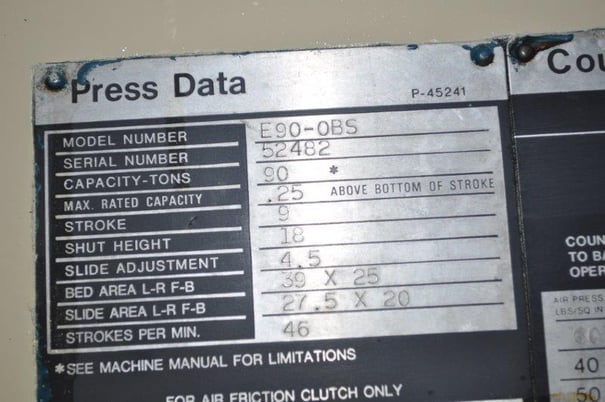 Press Data
P-45241
MODEL NUMBER E90-OBS
SERIAL NUMBER 52482
CAPACITY-TONS 90 *
MAX. RATED CAPACITY .25 ABOVE BOTTOM OF STROKE
STROKE 9
SHUT HEIGHT 18
SLIDE ADJUSTMENT 4.5
BED AREA L-R F-B 39 X 25
SLIDE AREA L-R F-B 27.5 X 20
STROKES PER MIN. 46
*SEE MACHINE MANUAL FOR LIMITATIONS
FOR AIR FRICTION CLUTCH ONLY
Cou
COUN
TO BA
OPER
AIR PRESS
LBS/SQ IN
40
50